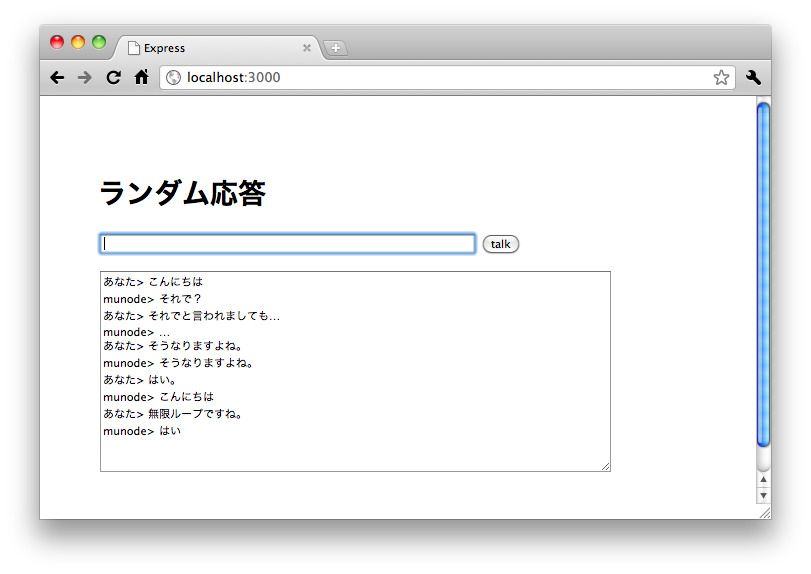 Express
localhost:3000
ランダム応答
talk
あなた> こんにちは
munode> それで？
あなた> それでと言われましても...
munode> ...
あなた> そうなりますよね。
munode> そうなりますよね。
あなた> はい。
munode> こんにちは
あなた> 無限ループですね。
munode> はい